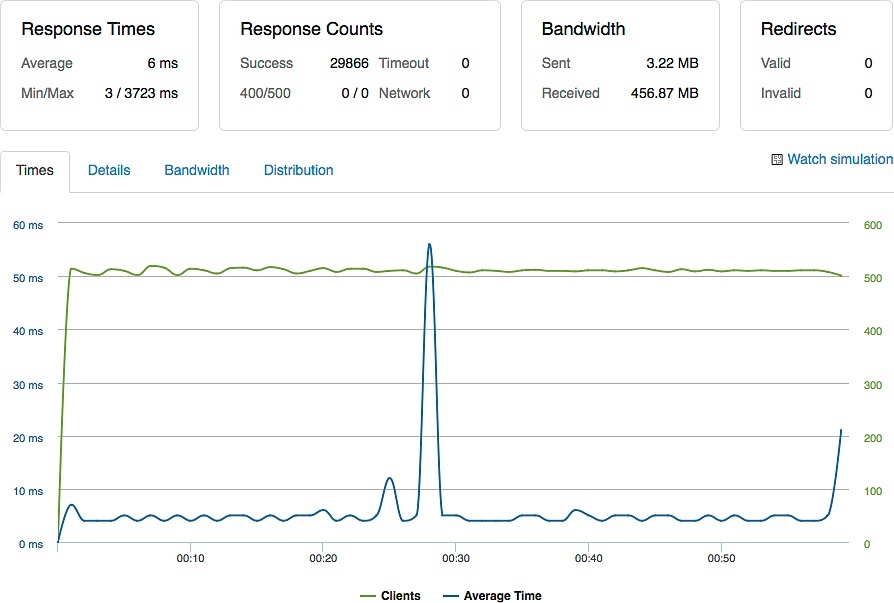 Response Times
Average 6 ms
Min/Max 3 / 3723 ms
Response Counts
Success 29866 Timeout 0
400/500 0 / 0 Network 0
Bandwidth
Sent 3.22 MB
Received 456.87 MB
Redirects
Valid 0
Invalid 0
Watch simulation
Times Details Bandwidth Distribution
60 ms 600
50 ms 500
40 ms 400
30 ms 300
20 ms 200
10 ms 100
0 ms 0
00:10 00:20 00:30 00:40 00:50
Clients Average Time